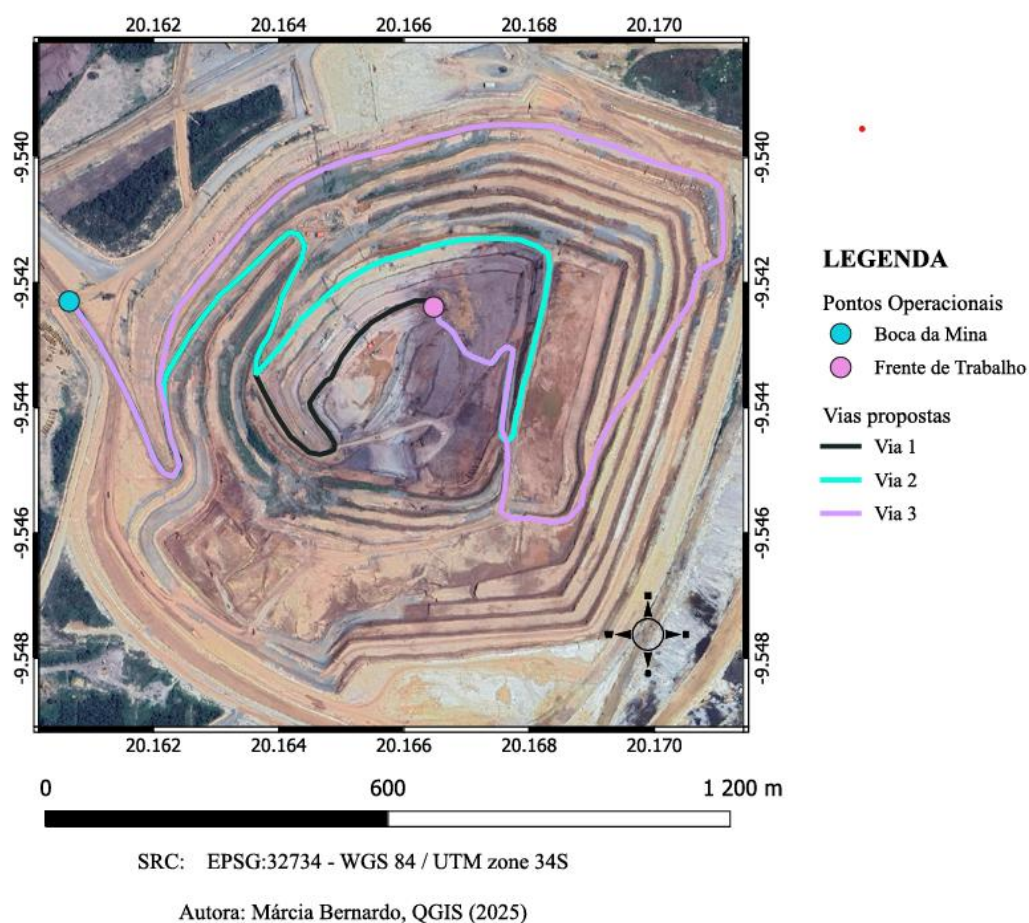 20.162 20.164 20.166 20.168 20.170
-9.540 -9.540
-9.542 -9.542
-9.544 -9.544
-9.546 -9.546
-9.548 -9.548
20.162 20.164 20.166 20.168 20.170
LEGENDA
Pontos Operacionais
Boca da Mina
Frente de Trabalho
Vias propostas
Via 1
Via 2
Via 3
0 600 1 200 m
SRC: EPSG:32734 - WGS 84 / UTM zone 34S
Autora: Márcia Bernardo, QGIS (2025)